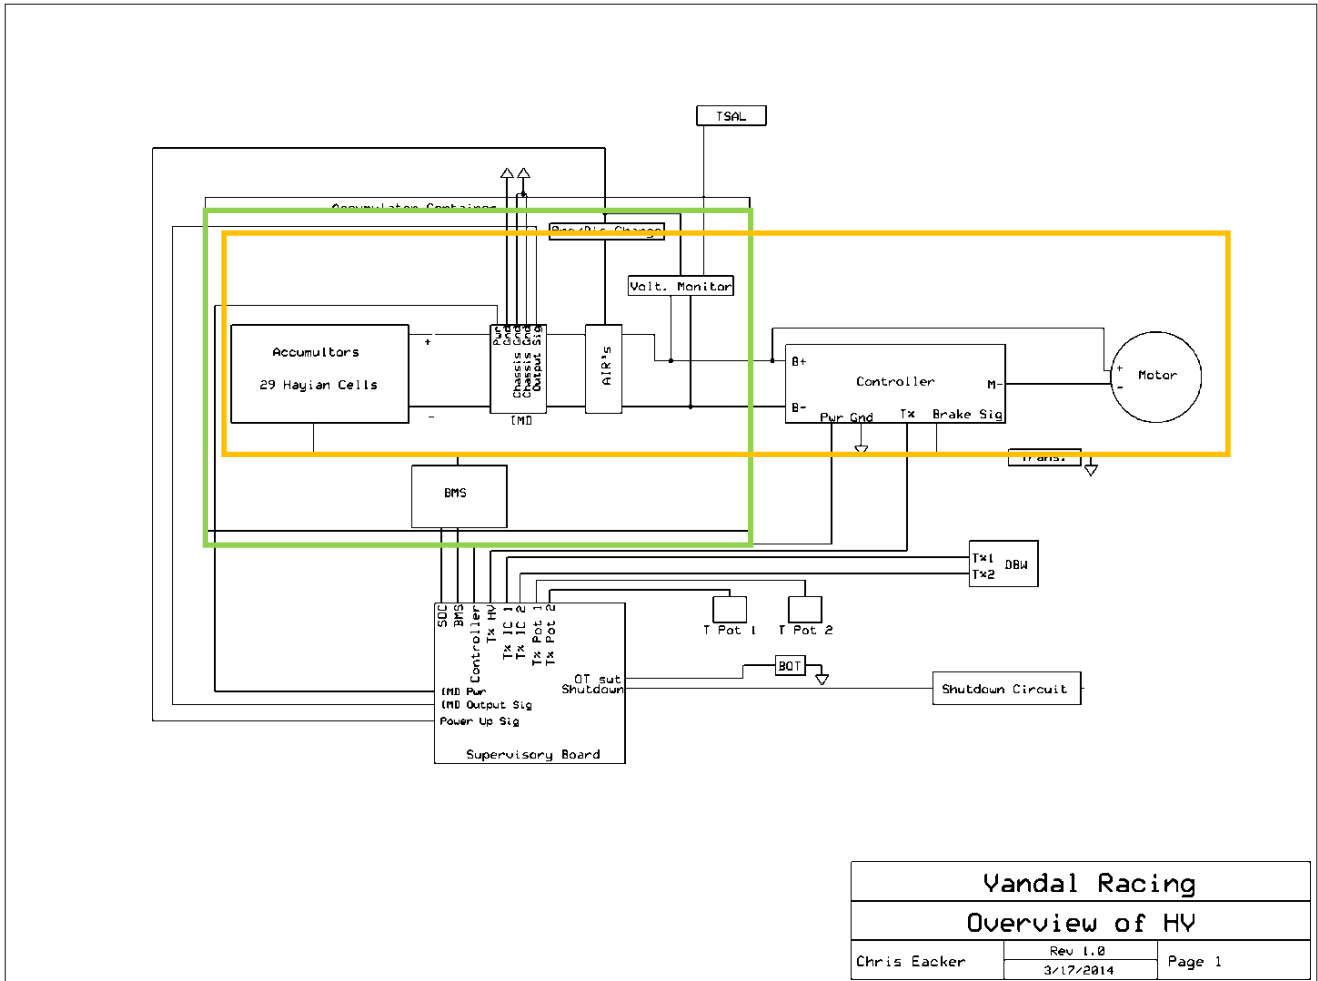 TSAL
Accumulator Container
Pre/Dis Charge
Volt. Monitor
Pwr
Gnd
Chassis Gnd
Chassis Gnd
Output Sig
IMD
Accumultors
29 Hayian Cells
+
-
AIR's
B+
B-
Controller
M-
Pwr Gnd
Tx
Brake Sig
+
-
Motor
Trans.
BMS
Tx1
Tx2
DBW
SOC
BMS
Controller
Tx HV
Tx IC 1
Tx IC 2
Tx Pot 1
Tx Pot 2
T Pot 1
T Pot 2
OT swt
Shutdown
BOT
Shutdown Circuit
IMD Pwr
IMD Output Sig
Power Up Sig
Supervisory Board
Vandal Racing
Overview of HV
Chris Eacker
Rev 1.0
3/17/2014
Page 1